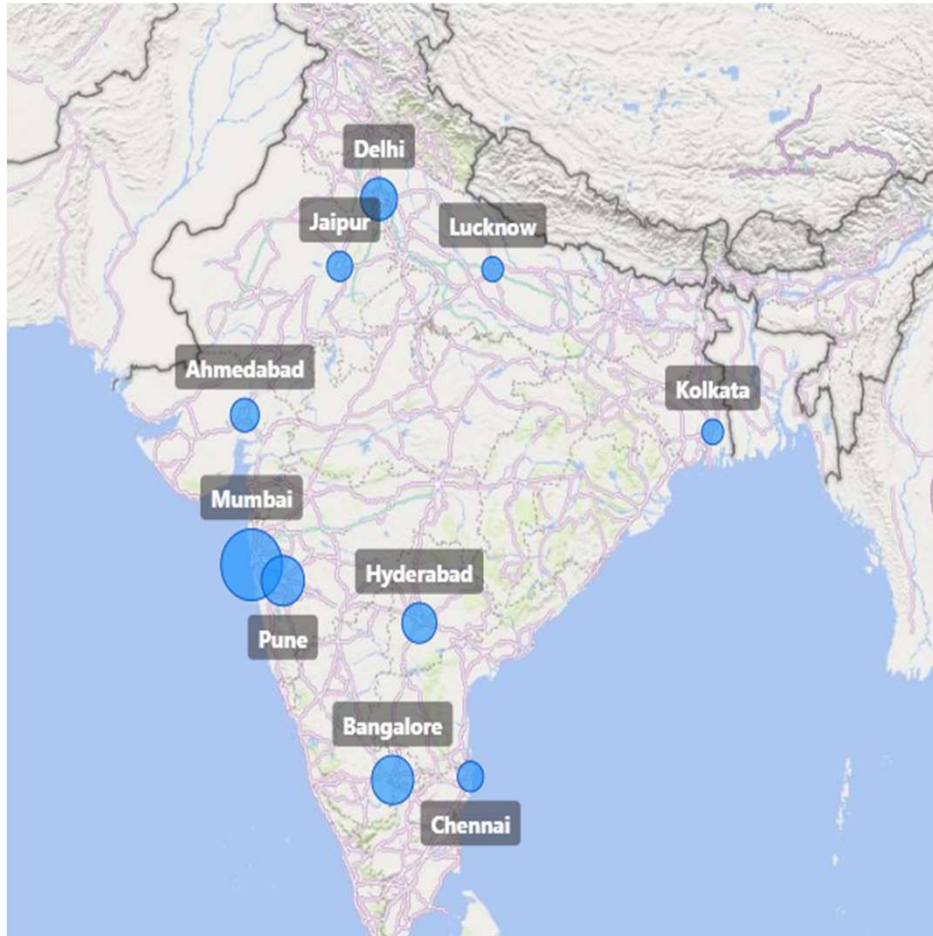 Delhi
Jaipur
Lucknow
Ahmedabad
Kolkata
Mumbai
Hyderabad
Pune
Bangalore
Chennai